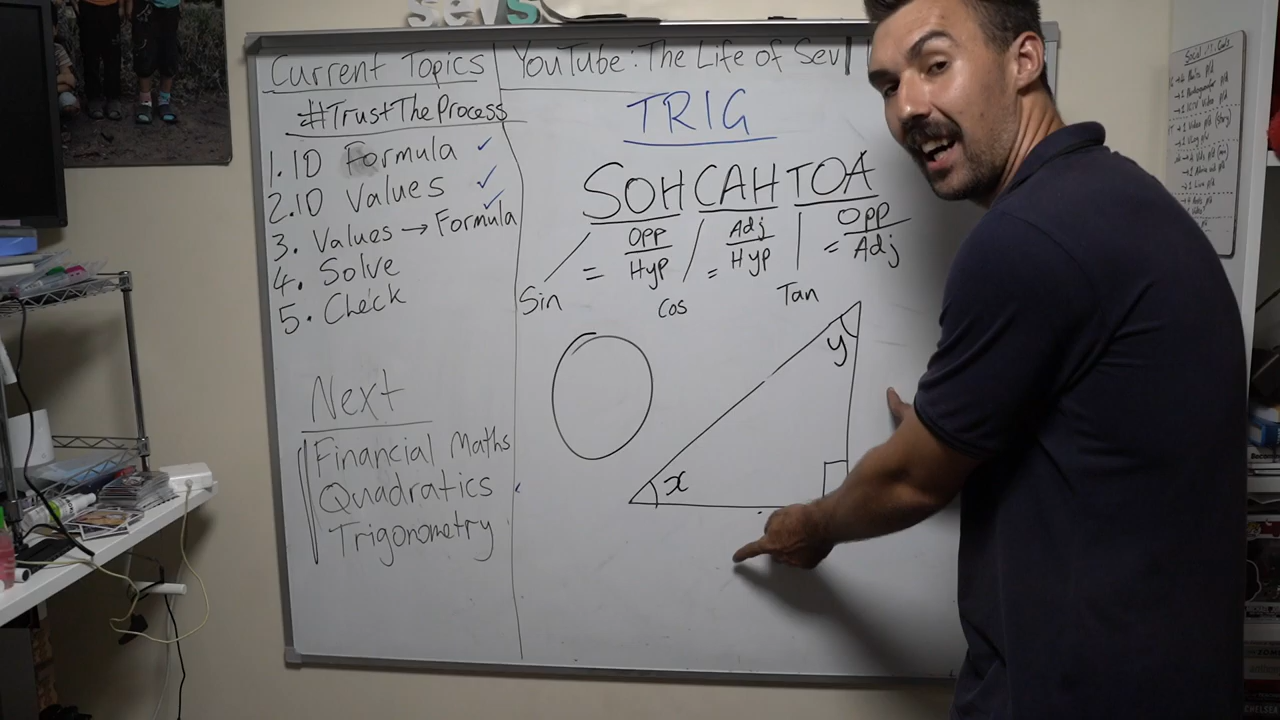 sevs
Current Topics
#TrustTheProcess
1. ID Formula ✓
2. ID Values ✓
3. Values → Formula ✓
4. Solve
5. Check
Next
Financial Maths
Quadratics
Trigonometry
YouTube: The Life of Sev
TRIG
SOH CAH TOA
Sin = Opp/Hyp
Cos = Adj/Hyp
Tan = Opp/Adj
y
x
CHELSEA